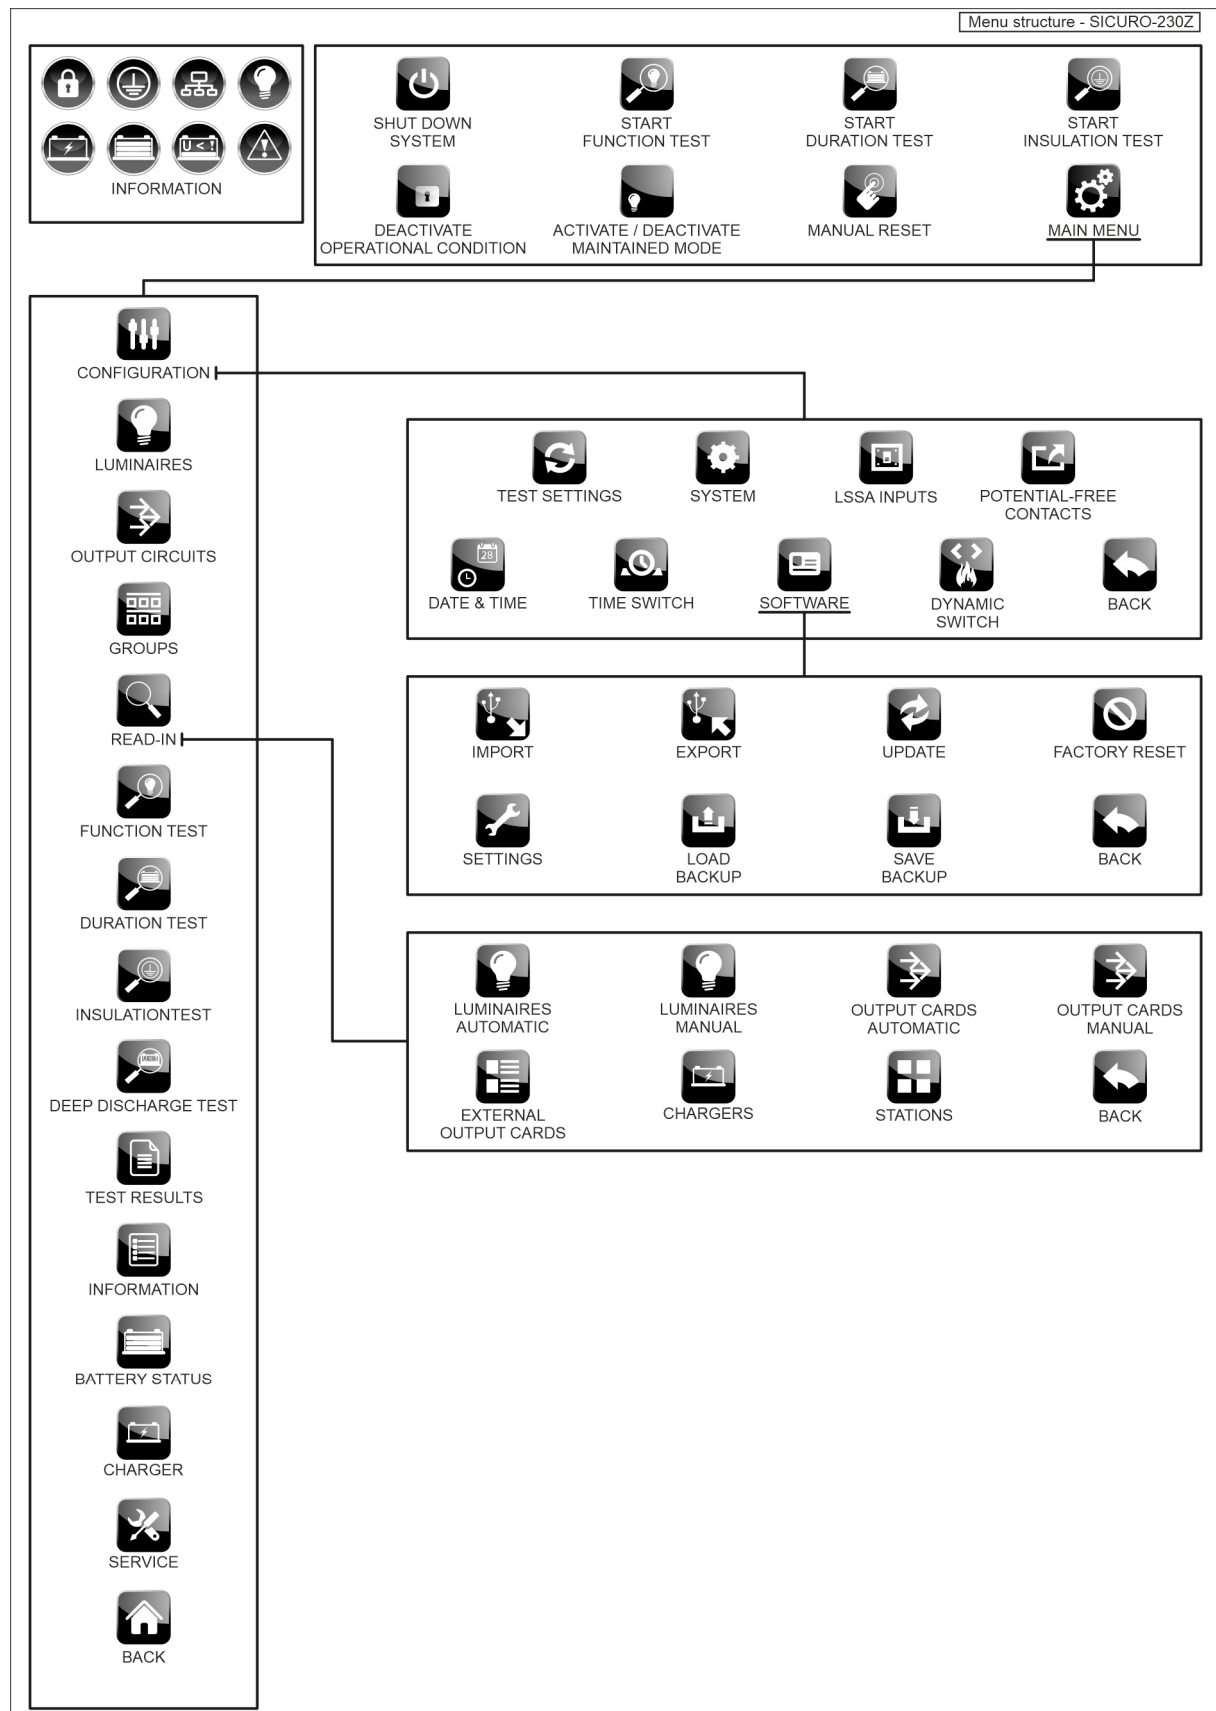 Menu structure - SICURO-230Z
U < !
INFORMATION
SHUT DOWN
SYSTEM
START
FUNCTION TEST
START
DURATION TEST
START
INSULATION TEST
DEACTIVATE
OPERATIONAL CONDITION
ACTIVATE / DEACTIVATE
MAINTAINED MODE
MANUAL RESET
MAIN MENU
CONFIGURATION
LUMINAIRES
OUTPUT CIRCUITS
GROUPS
READ-IN
FUNCTION TEST
DURATION TEST
INSULATIONTEST
U<!
DEEP DISCHARGE TEST
TEST RESULTS
INFORMATION
BATTERY STATUS
CHARGER
SERVICE
BACK
TEST SETTINGS
SYSTEM
LSSA INPUTS
POTENTIAL-FREE
CONTACTS
28
DATE & TIME
TIME SWITCH
SOFTWARE
DYNAMIC
SWITCH
BACK
IMPORT
EXPORT
UPDATE
FACTORY RESET
SETTINGS
LOAD
BACKUP
SAVE
BACKUP
BACK
LUMINAIRES
AUTOMATIC
LUMINAIRES
MANUAL
OUTPUT CARDS
AUTOMATIC
OUTPUT CARDS
MANUAL
EXTERNAL
OUTPUT CARDS
CHARGERS
STATIONS
BACK